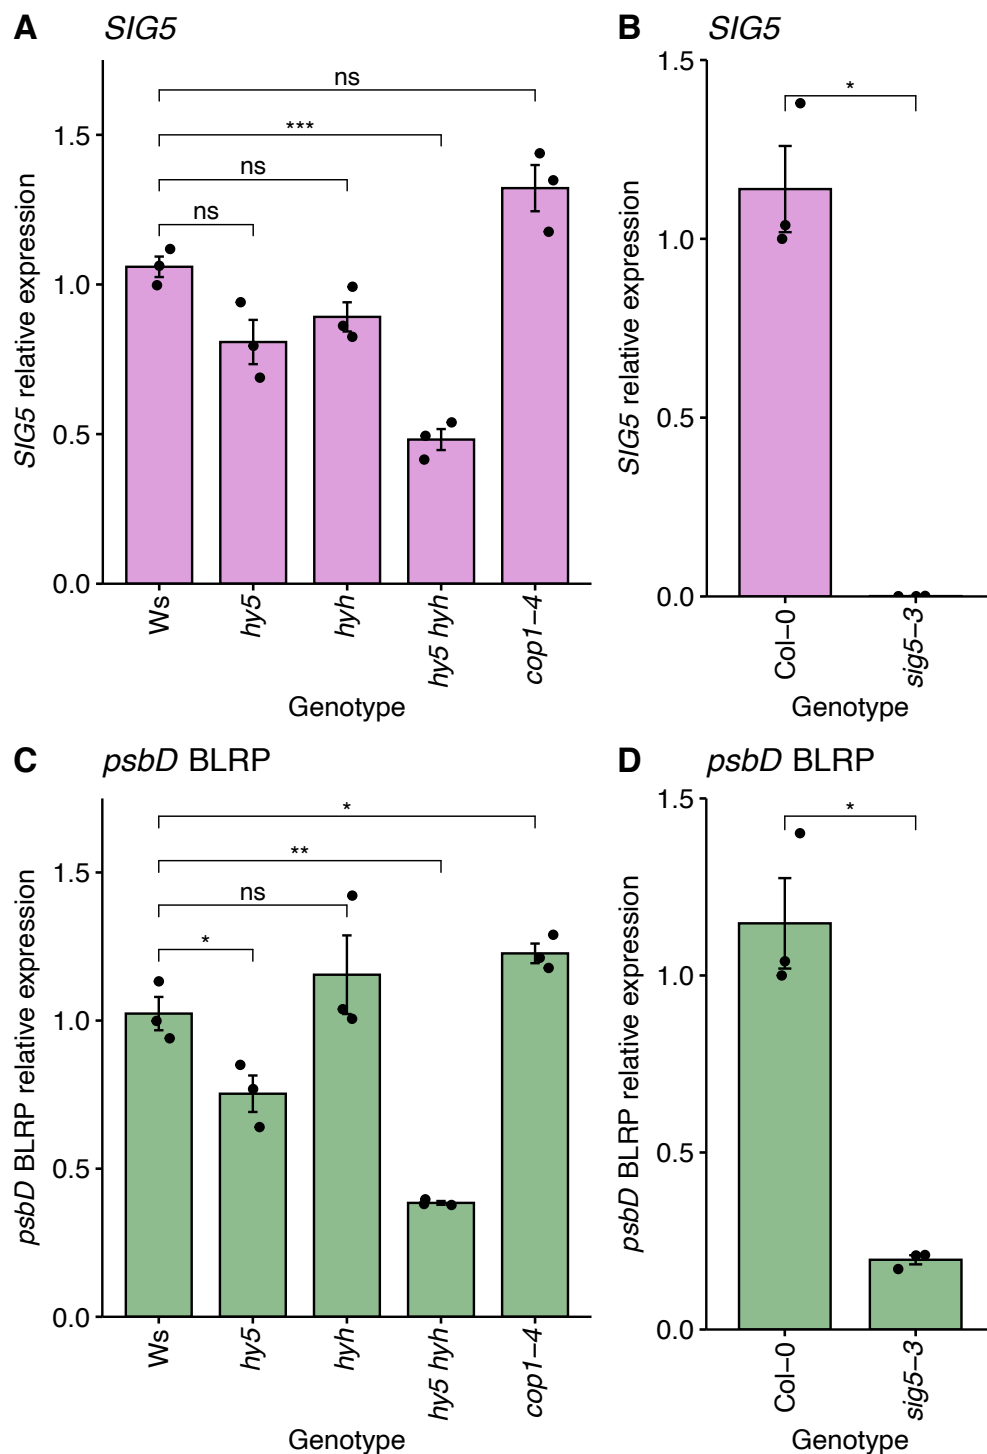 A SIG5
ns
***
ns
ns
1.5
1.0
0.5
0.0
SIG5 relative expression
Ws
hy5
hyh
hy5 hyh
cop1–4
Genotype
B SIG5
*
1.5
1.0
0.5
0.0
SIG5 relative expression
Col–0
sig5–3
Genotype
C psbD BLRP
*
**
ns
*
1.5
1.0
0.5
0.0
psbD BLRP relative expression
Ws
hy5
hyh
hy5 hyh
cop1–4
Genotype
D psbD BLRP
*
1.5
1.0
0.5
0.0
psbD BLRP relative expression
Col–0
sig5–3
Genotype